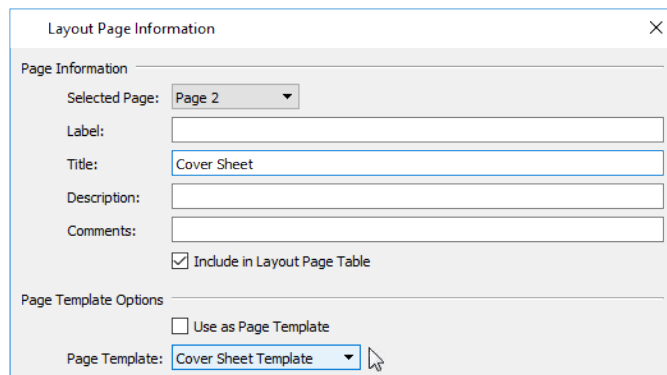 Layout Page Information
Page Information
Selected Page: Page 2
Label:
Title: Cover Sheet
Description:
Comments:
Include in Layout Page Table
Page Template Options
Use as Page Template
Page Template: Cover Sheet Template